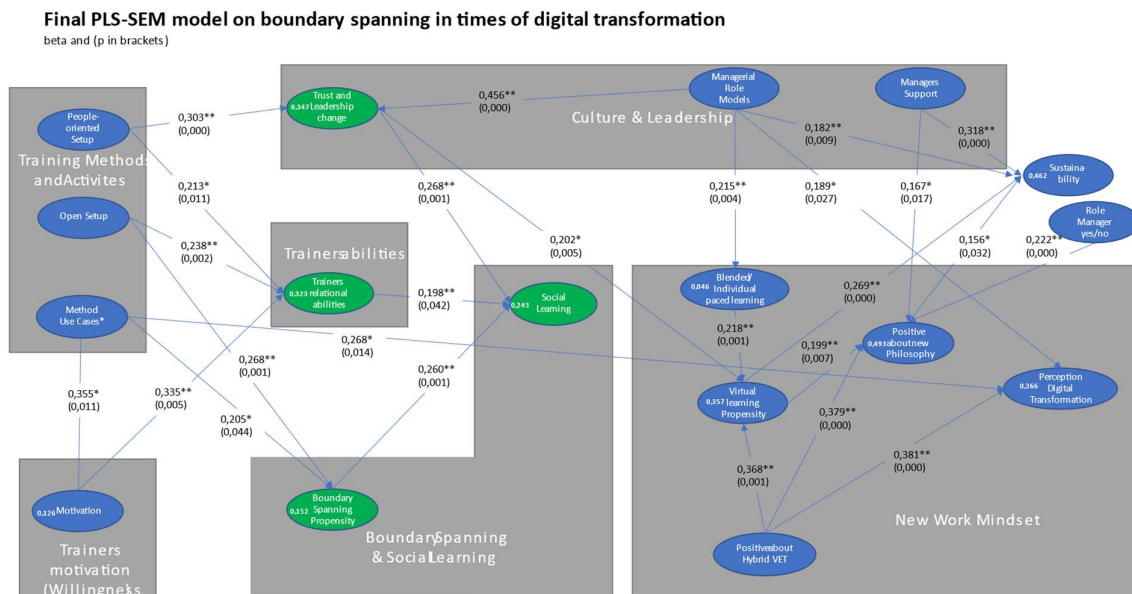 Final PLS-SEM model on boundary spanning in times of digital transformation
beta and (p in brackets)
People-
oriented
Setup
Training Methods
andActivites
Open Setup
Method
Use Cases*
0,303**
(0,000)
0,213*
(0,011)
0,238**
(0,002)
0,355*
(0,011)
0,335**
(0,005)
0,268**
(0,001)
0,205*
(0,044)
0,126 Motivation
Trainers
motivation
(Willingness)
Trust and
0,347 Leadership
change
0,456**
(0,000)
Culture & Leadership
Managerial
Role
Models
Managers
Support
0,182**
(0,009)
0,318**
(0,000)
0,462 Sustaina-
bility
Role
Manager
yes/no
0,268**
(0,001)
0,202*
(0,005)
0,215**
(0,004)
0,189*
(0,027)
0,167*
(0,017)
0,156*
(0,032)
0,222**
(0,000)
Trainersabilities
Trainers
0,323 relational
abilities
0,198**
(0,042)
0,243 Social
Learning
0,268*
(0,014)
0,260**
(0,001)
Boundary
0,152 Spanning
Propensity
BoundarySpanning
& SocialLearning
Blended/
0,046 Individual
pacedlearning
0,218**
(0,001)
0,269**
(0,000)
0,199**
(0,007)
Positive
0,493 aboutnew
Philosophy
Virtual
0,357 learning
Propensity
Perception
0,366 Digital
Transformation
0,379**
(0,000)
0,368**
(0,001)
0,381**
(0,000)
New Work Mindset
Positiveabout
Hybrid VET